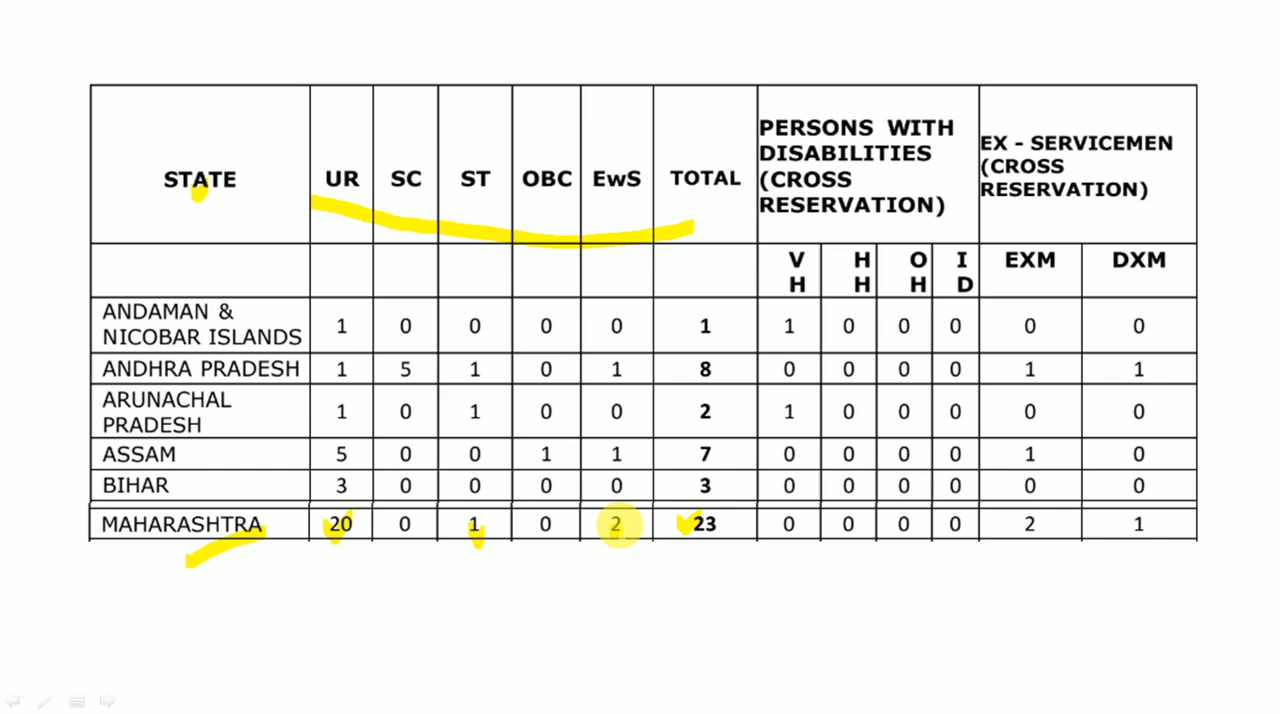 STATE UR SC ST OBC EwS TOTAL PERSONS WITH DISABILITIES (CROSS RESERVATION) EX - SERVICEMEN (CROSS RESERVATION)
VH HH OH ID EXM DXM
ANDAMAN &
NICOBAR ISLANDS 1 0 0 0 0 1 1 0 0 0 0 0
ANDHRA PRADESH 1 5 1 0 1 8 0 0 0 0 1 1
ARUNACHAL
PRADESH 1 0 1 0 0 2 1 0 0 0 0 0
ASSAM 5 0 0 1 1 7 0 0 0 0 1 0
BIHAR 3 0 0 0 0 3 0 0 0 0 0 0
MAHARASHTRA 20 0 1 0 2 23 0 0 0 0 2 1